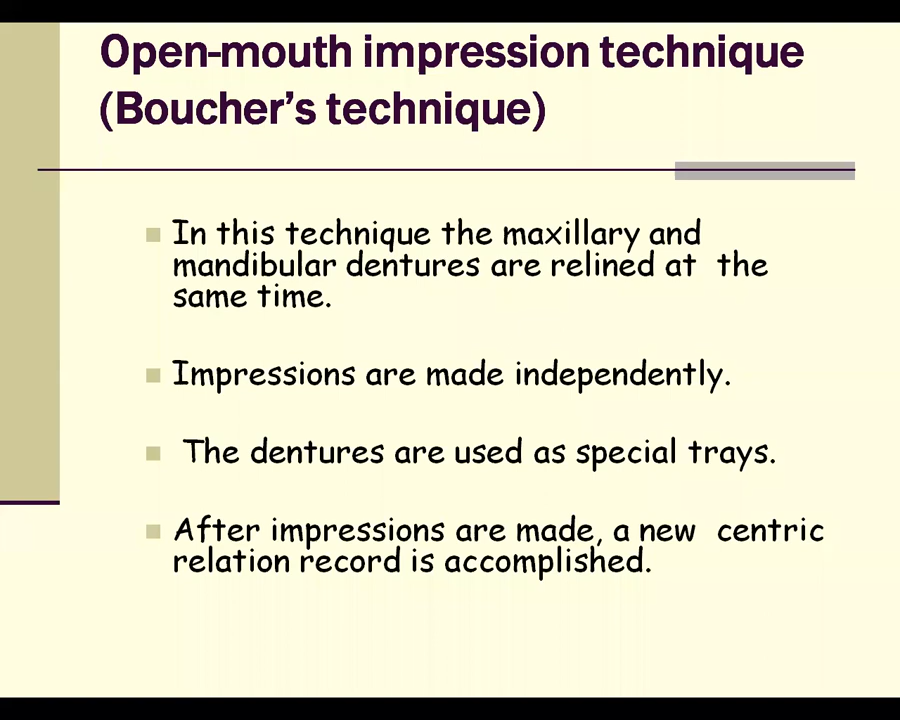 Open-mouth impression technique
(Boucher's technique)
In this technique the maxillary and
mandibular dentures are relined at  the
same time.
Impressions are made independently.
The dentures are used as special trays.
After impressions are made, a new  centric
relation record is accomplished.